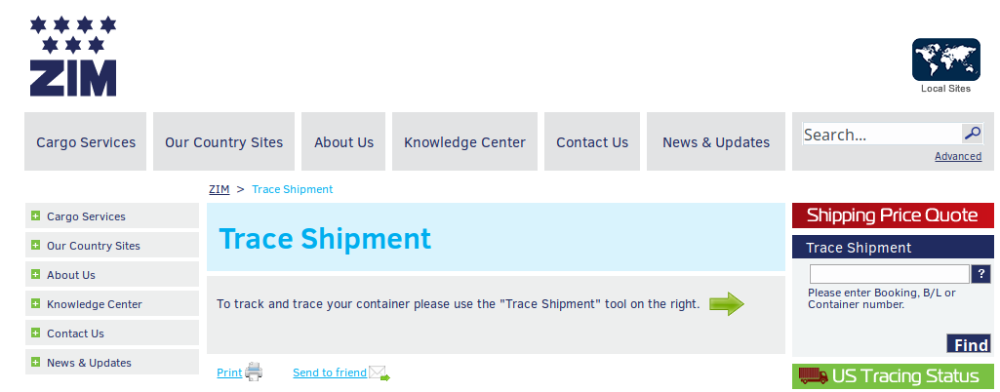 ZIM
Local Sites
Cargo Services
Our Country Sites
About Us
Knowledge Center
Contact Us
News & Updates
Search...
Advanced
ZIM > Trace Shipment
Cargo Services
Our Country Sites
About Us
Knowledge Center
Contact Us
News & Updates
Trace Shipment
To track and trace your container please use the "Trace Shipment" tool on the right.
Print
Send to friend
Shipping Price Quote
Trace Shipment
?
Please enter Booking, B/L or
Container number.
Find
US Tracing Status